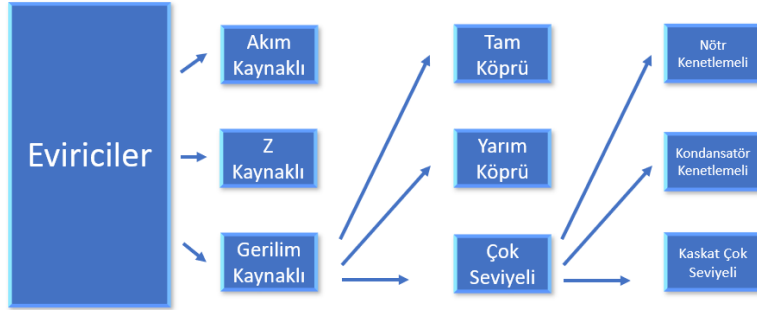 Eviriciler
Akım
Kaynaklı
Z
Kaynaklı
Gerilim
Kaynaklı
Tam
Köprü
Yarım
Köprü
Çok
Seviyeli
Nötr
Kenetlemeli
Kondansatör
Kenetlemeli
Kaskat Çok
Seviyeli